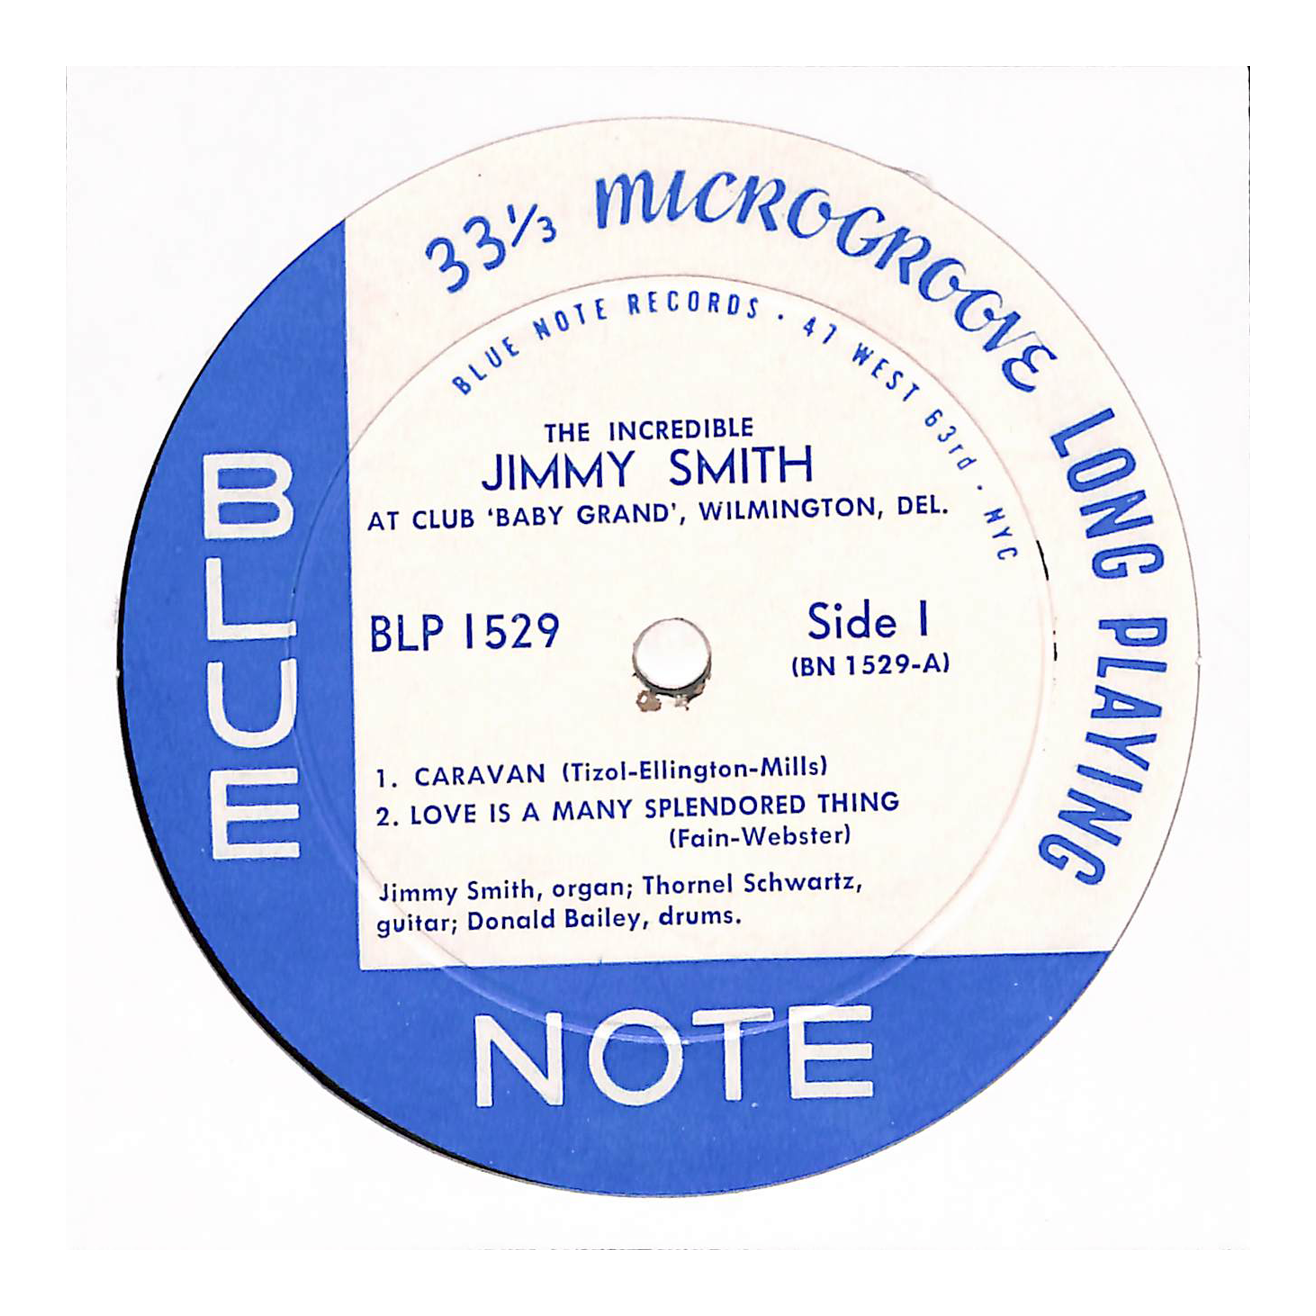 33⅓ MICROGROOVE LONG PLAYING
BLUE NOTE RECORDS · 47 WEST 63rd · NYC
THE INCREDIBLE
JIMMY SMITH
AT CLUB ‘BABY GRAND’, WILMINGTON, DEL.
BLP 1529
Side 1
(BN 1529-A)
1. CARAVAN (Tizol-Ellington-Mills)
2. LOVE IS A MANY SPLENDORED THING
(Fain-Webster)
Jimmy Smith, organ; Thornel Schwartz,
guitar; Donald Bailey, drums.
BLUE
NOTE